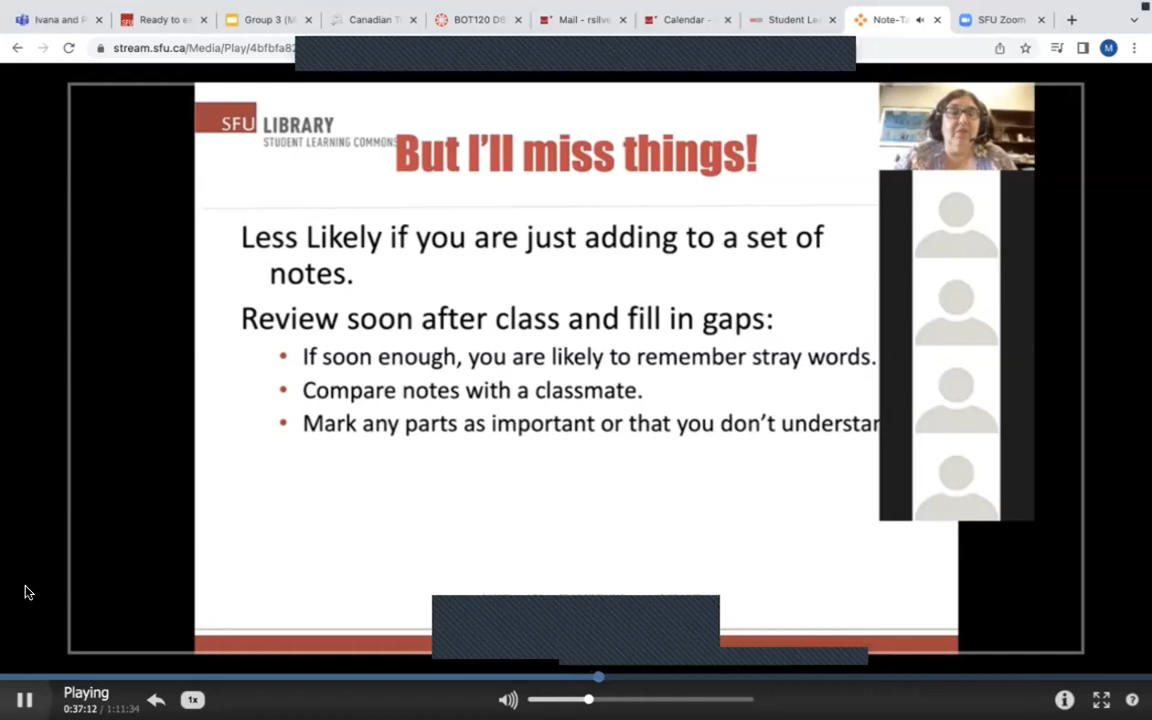 Ivana and P
Ready to es
Group 3 (M
Canadian T
BOT120 D8
Mail - rsilve
Calendar -
Student Lea
Note-Ta
SFU Zoom
stream.sfu.ca/Media/Play/4bfbfa82
M
SFU LIBRARY
STUDENT LEARNING COMMONS
But I'll miss things!
Less Likely if you are just adding to a set of
notes.
Review soon after class and fill in gaps:
• If soon enough, you are likely to remember stray words.
• Compare notes with a classmate.
• Mark any parts as important or that you don't understan
Playing
0:37:12 / 1:11:34
1x